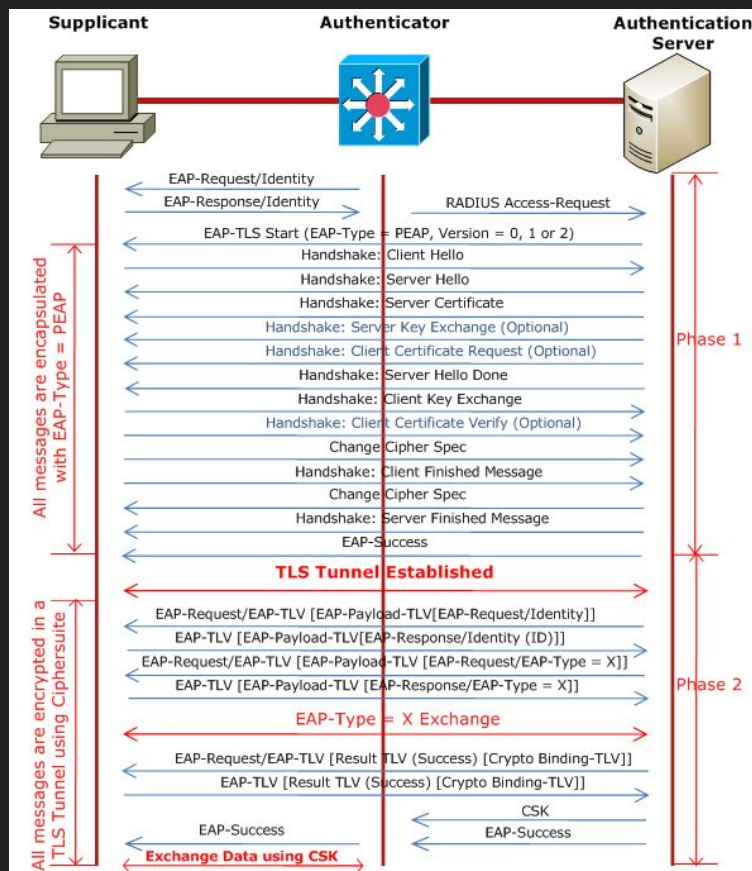 Supplicant
Authenticator
Authentication
Server
EAP-Request/Identity
EAP-Response/Identity
RADIUS Access-Request
EAP-TLS Start (EAP-Type = PEAP, Version = 0, 1 or 2)
Handshake: Client Hello
Handshake: Server Hello
Handshake: Server Certificate
Handshake: Server Key Exchange (Optional)
Handshake: Client Certificate Request (Optional)
Handshake: Server Hello Done
Handshake: Client Key Exchange
Handshake: Client Certificate Verify (Optional)
Change Cipher Spec
Handshake: Client Finished Message
Change Cipher Spec
Handshake: Server Finished Message
EAP-Success
All messages are encapsulated
with EAP-Type = PEAP
Phase 1
TLS Tunnel Established
EAP-Request/EAP-TLV [EAP-Payload-TLV[EAP-Request/Identity]]
EAP-TLV [EAP-Payload-TLV[EAP-Response/Identity (ID)]]
EAP-Request/EAP-TLV [EAP-Payload-TLV [EAP-Request/EAP-Type = X]]
EAP-TLV [EAP-Payload-TLV [EAP-Response/EAP-Type = X]]
EAP-Type = X Exchange
EAP-Request/EAP-TLV [Result TLV (Success) [Crypto Binding-TLV]]
EAP-TLV [Result TLV (Success) [Crypto Binding-TLV]]
CSK
EAP-Success
EAP-Success
Exchange Data using CSK
All messages are encrypted in a
TLS Tunnel using Ciphersuite
Phase 2